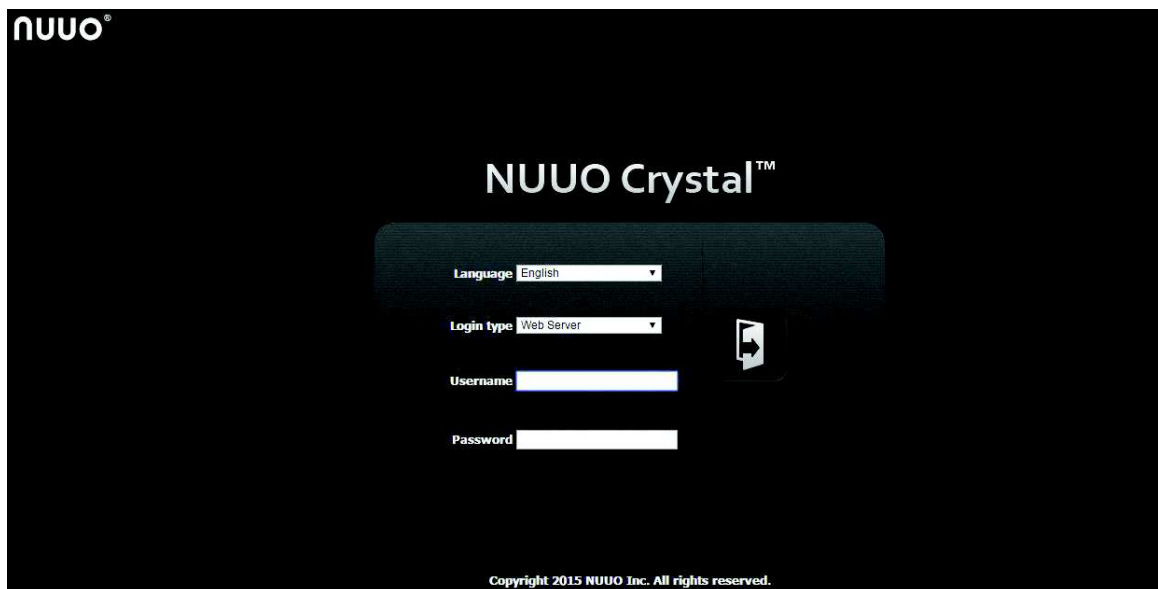 nuuo®
NUUO Crystal™
Language English
Login type Web Server
Username
Password
Copyright 2015 NUUO Inc. All rights reserved.